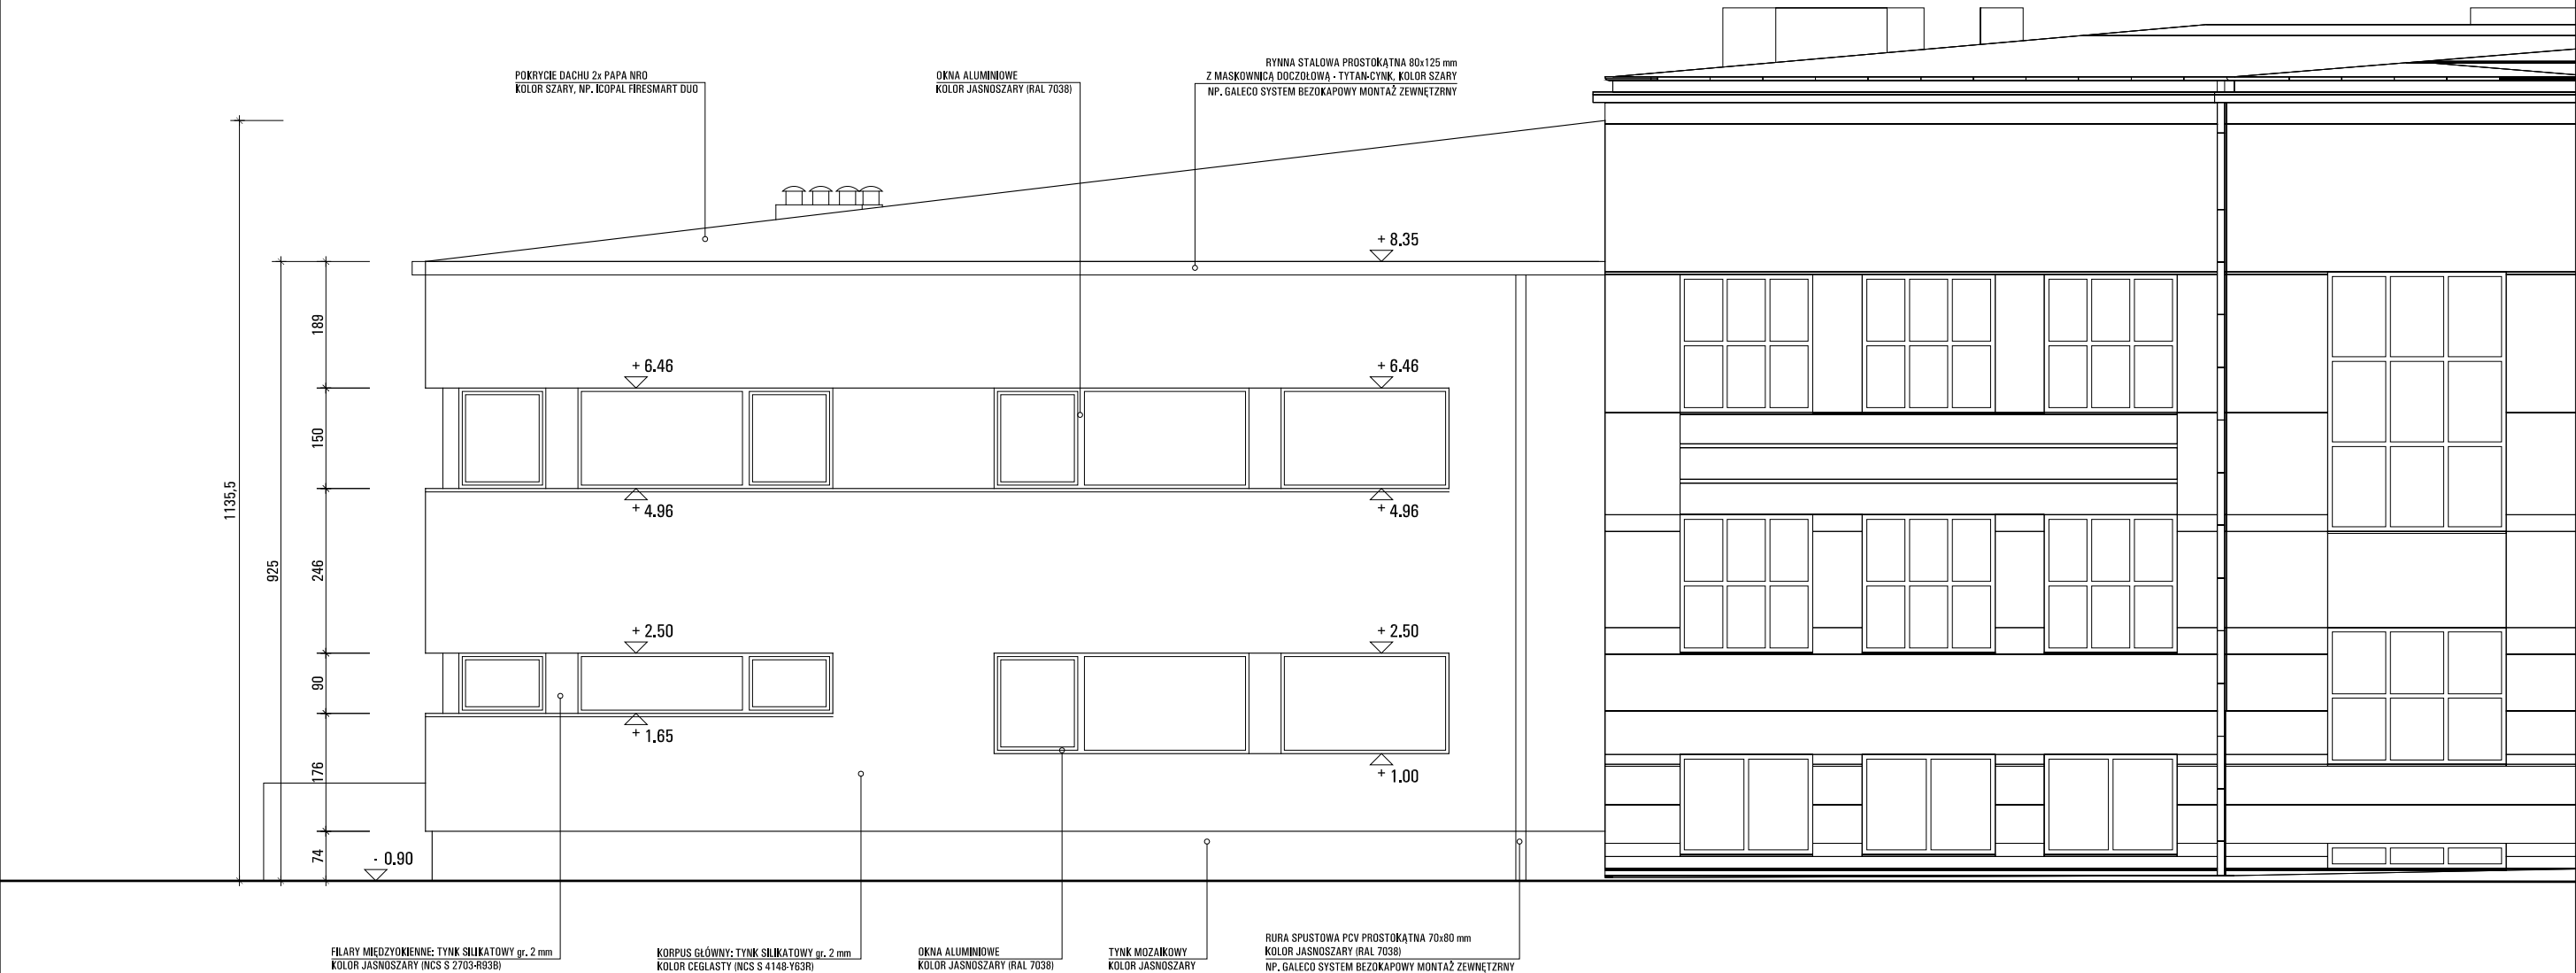 POKRYCIE DACHU 2x PAPA NRO
KOLOR SZARY, NP. ICOPAL FIRESMART DUO
OKNA ALUMINIOWE
KOLOR JASNOSZARY (RAL 7038)
RYNNA STALOWA PROSTOKĄTNA 80x125 mm
Z MASKOWNICĄ DOCZOŁOWĄ - TYTAN-CYNK, KOLOR SZARY
NP. GALECO SYSTEM BEZOKAPOWY MONTAŻ ZEWNĘTZRNY
+ 8.35
189
+ 6.46
+ 6.46
150
1135,5
+ 4.96
+ 4.96
925
246
+ 2.50
+ 2.50
90
+ 1.65
176
+ 1.00
74
- 0.90
FILARY MIĘDZYOKIENNE: TYNK SILIKATOWY gr. 2 mm
KOLOR JASNOSZARY (NCS S 2703-R93B)
KORPUS GŁÓWNY: TYNK SILIKATOWY gr. 2 mm
KOLOR CEGLASTY (NCS S 4148-Y63R)
OKNA ALUMINIOWE
KOLOR JASNOSZARY (RAL 7038)
TYNK MOZAIKOWY
KOLOR JASNOSZARY
RURA SPUSTOWA PCV PROSTOKĄTNA 70x80 mm
KOLOR JASNOSZARY (RAL 7038)
NP. GALECO SYSTEM BEZOKAPOWY MONTAŻ ZEWNĘTZRNY